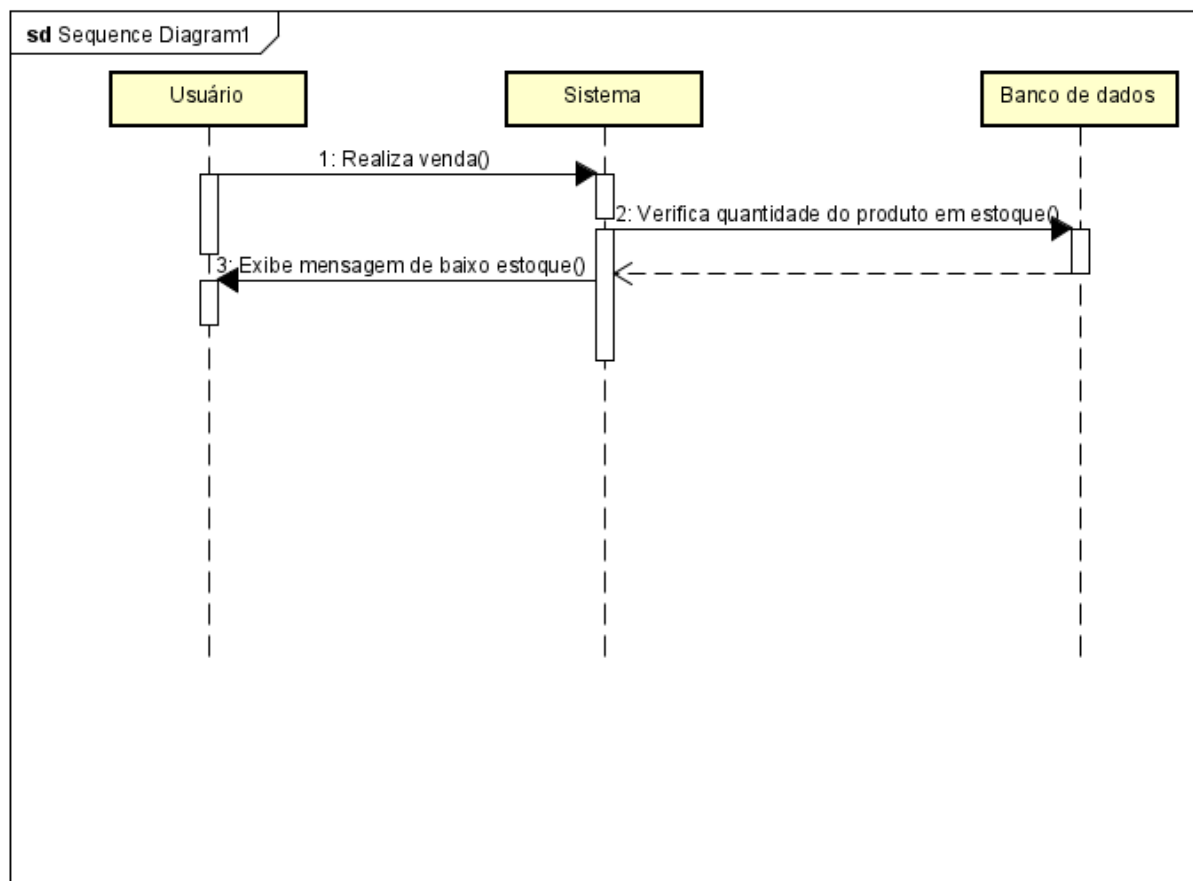 sd Sequence Diagram1
Usuário
Sistema
Banco de dados
1: Realiza venda()
2: Verifica quantidade do produto em estoque()
3: Exibe mensagem de baixo estoque()